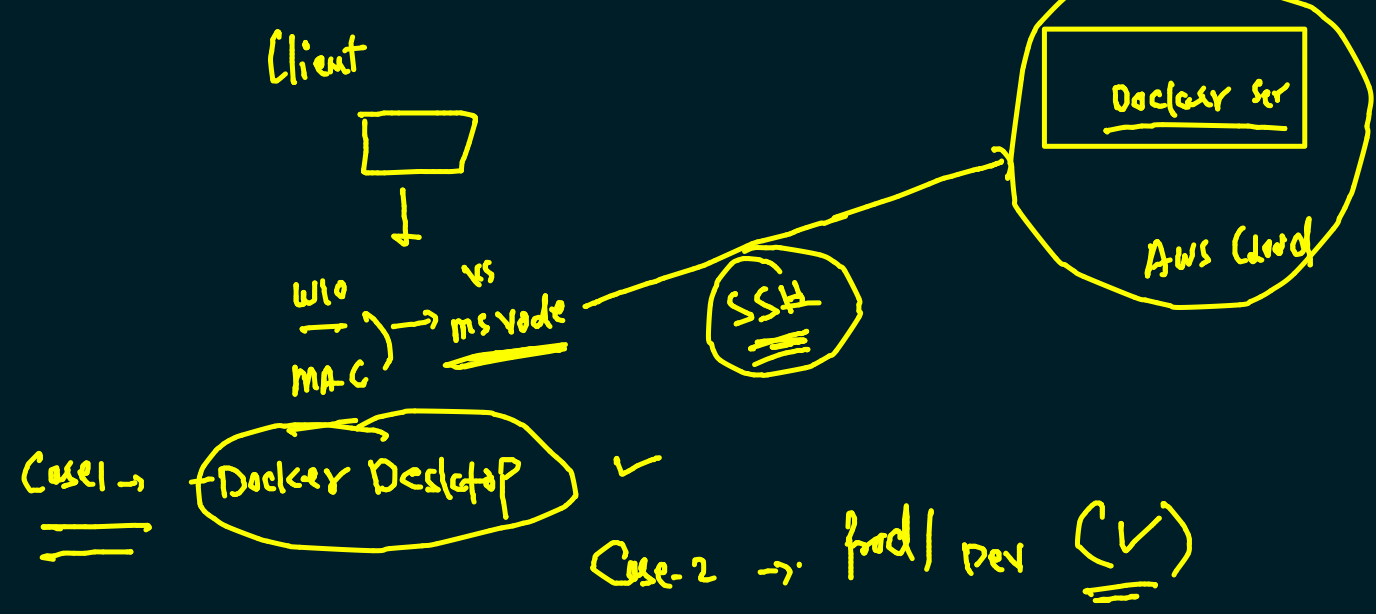 Client
Docker Ser
AWS Cloud
W10
MAC
vs
ms vode
SSH
Case1 → Docker Desktop ✓
Case-2 → Prod| Dev (✓)